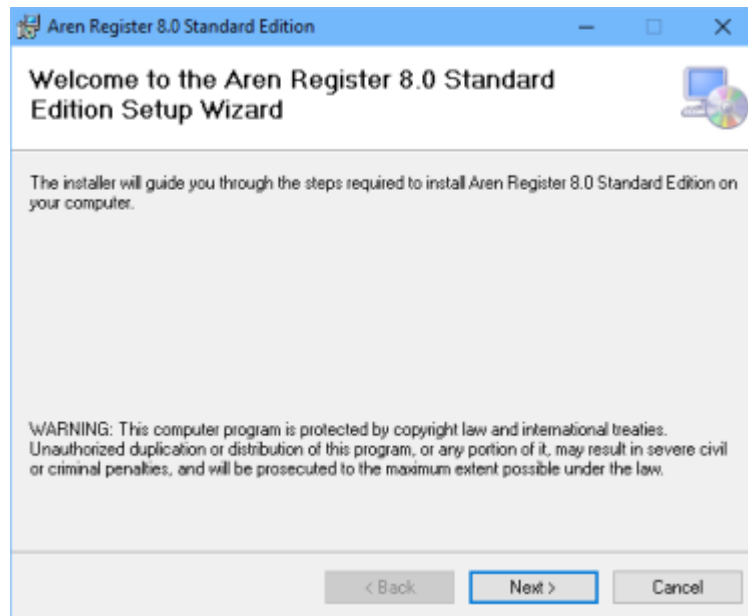 Aren Register 8.0 Standard Edition
Welcome to the Aren Register 8.0 Standard
Edition Setup Wizard
The installer will guide you through the steps required to install Aren Register 8.0 Standard Edition on
your computer.
WARNING: This computer program is protected by copyright law and international treaties.
Unauthorized duplication or distribution of this program, or any portion of it, may result in severe civil
or criminal penalties, and will be prosecuted to the maximum extent possible under the law.
< Back Next > Cancel